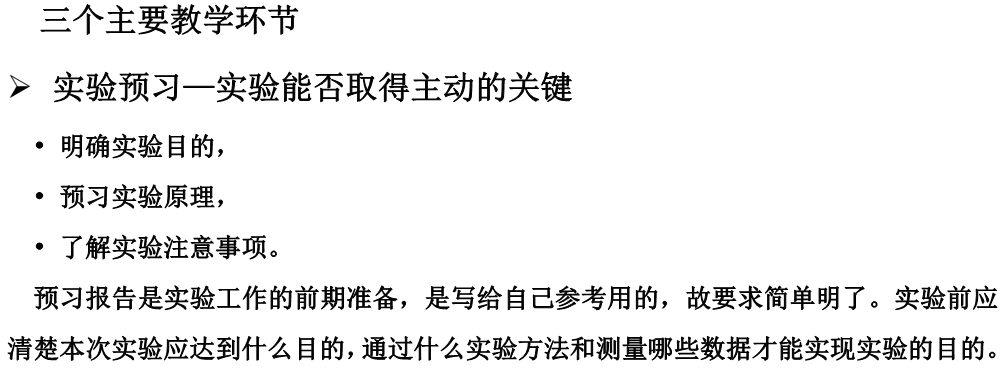 三个主要教学环节
➢ 实验预习—实验能否取得主动的关键
• 明确实验目的，
• 预习实验原理，
• 了解实验注意事项。
预习报告是实验工作的前期准备，是写给自己参考用的，故要求简单明了。实验前应
清楚本次实验应达到什么目的，通过什么实验方法和测量哪些数据才能实现实验的目的。